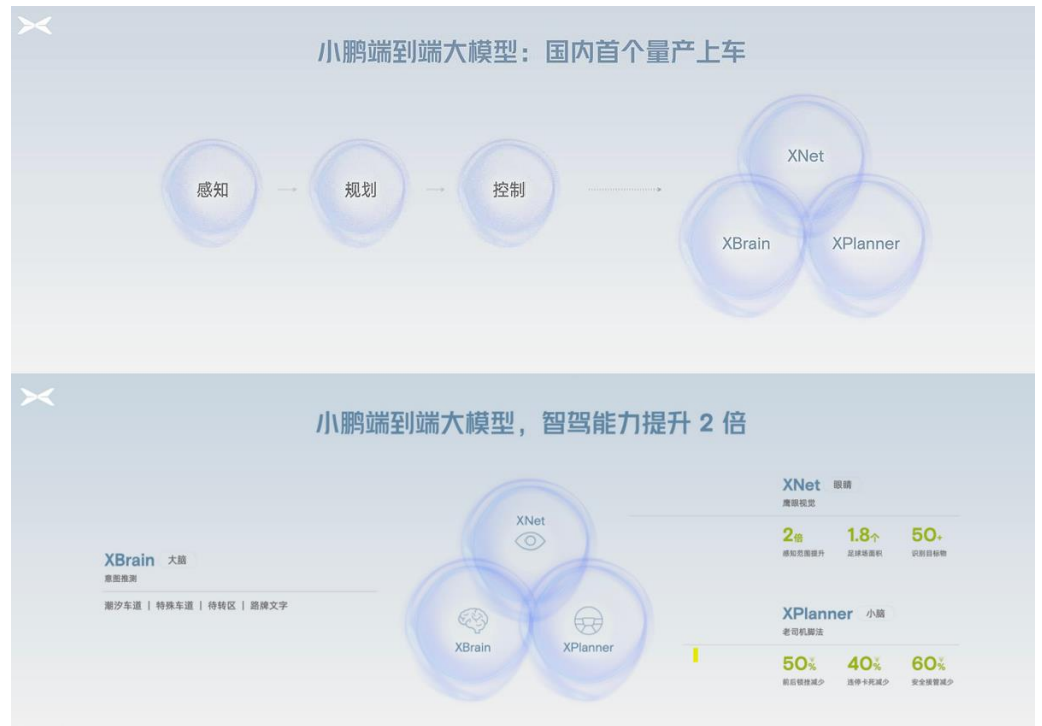 小鹏端到端大模型：国内首个量产上车
感知
规划
控制
XNet
XBrain
XPlanner
小鹏端到端大模型，智驾能力提升 2 倍
XBrain 大脑
意图推测
潮汐车道 | 特殊车道 | 待转区 | 路牌文字
XNet
XBrain
XPlanner
XNet 眼睛
鹰眼视觉
2倍 1.8个 50+
感知范围提升 足球场面积 识别目标物
XPlanner 小脑
老司机脚法
50% 40% 60%
前后顿挫减少 违停卡死减少 安全接管减少